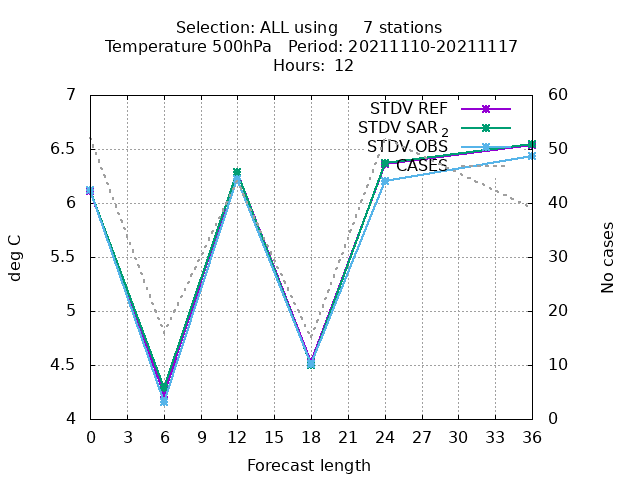 Selection: ALL using     7 stations
Temperature 500hPa   Period: 20211110-20211117
Hours: 12
7
6.5
6
5.5
5
4.5
4
deg C
60
50
40
30
20
10
0
No cases
STDV REF
STDV SAR 2
STDV OBS
CASES
0 3 6 9 12 15 18 21 24 27 30 33 36
Forecast length